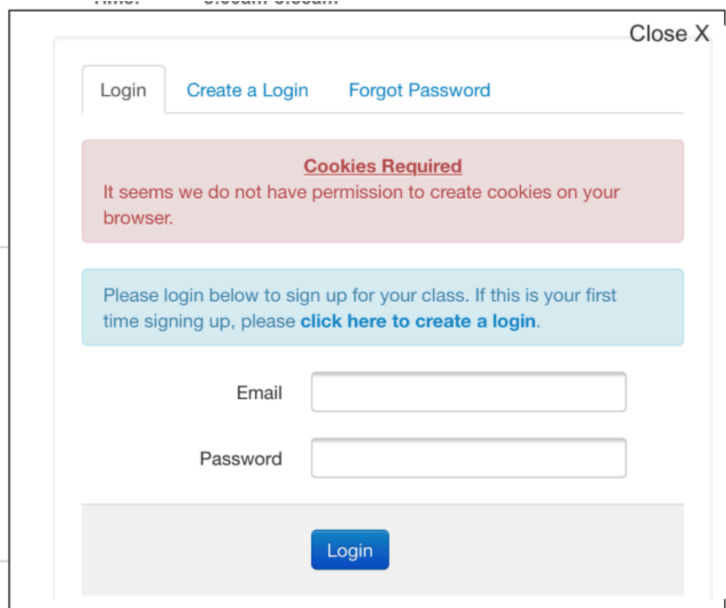 Close X
Login Create a Login Forgot Password
Cookies Required
It seems we do not have permission to create cookies on your
browser.
Please login below to sign up for your class. If this is your first
time signing up, please click here to create a login.
Email
Password
Login